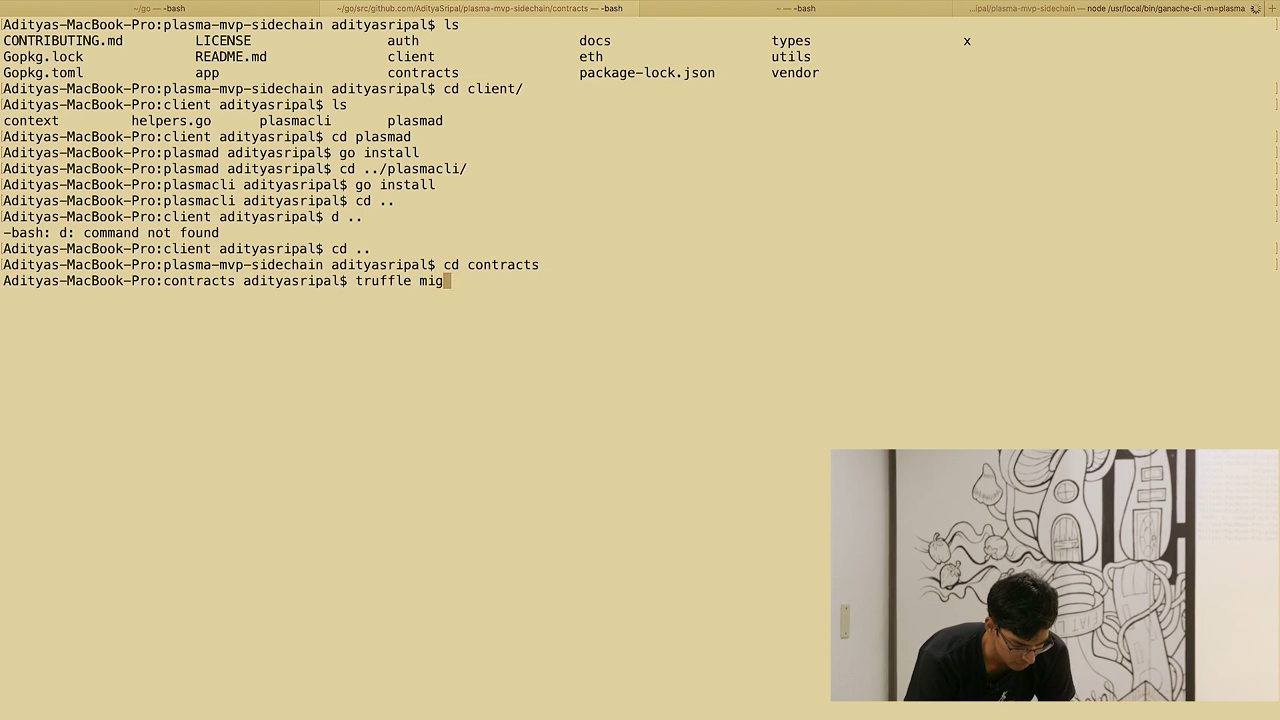 ~/go — -bash
~/go/src/github.com/AdityaSripal/plasma-mvp-sidechain/contracts — -bash
~ — -bash
...ipal/plasma-mvp-sidechain — node /usr/local/bin/ganache-cli -m=plasma
+
Adityas-MacBook-Pro:plasma-mvp-sidechain adityasripal$ ls
CONTRIBUTING.md LICENSE auth docs types x
Gopkg.lock README.md client eth utils
Gopkg.toml app contracts package-lock.json vendor
Adityas-MacBook-Pro:plasma-mvp-sidechain adityasripal$ cd client/
Adityas-MacBook-Pro:client adityasripal$ ls
context helpers.go plasmacli plasmad
Adityas-MacBook-Pro:client adityasripal$ cd plasmad
Adityas-MacBook-Pro:plasmad adityasripal$ go install
Adityas-MacBook-Pro:plasmad adityasripal$ cd ../plasmacli/
Adityas-MacBook-Pro:plasmacli adityasripal$ go install
Adityas-MacBook-Pro:plasmacli adityasripal$ cd ..
Adityas-MacBook-Pro:client adityasripal$ d ..
-bash: d: command not found
Adityas-MacBook-Pro:client adityasripal$ cd ..
Adityas-MacBook-Pro:plasma-mvp-sidechain adityasripal$ cd contracts
Adityas-MacBook-Pro:contracts adityasripal$ truffle mig
FIAT L